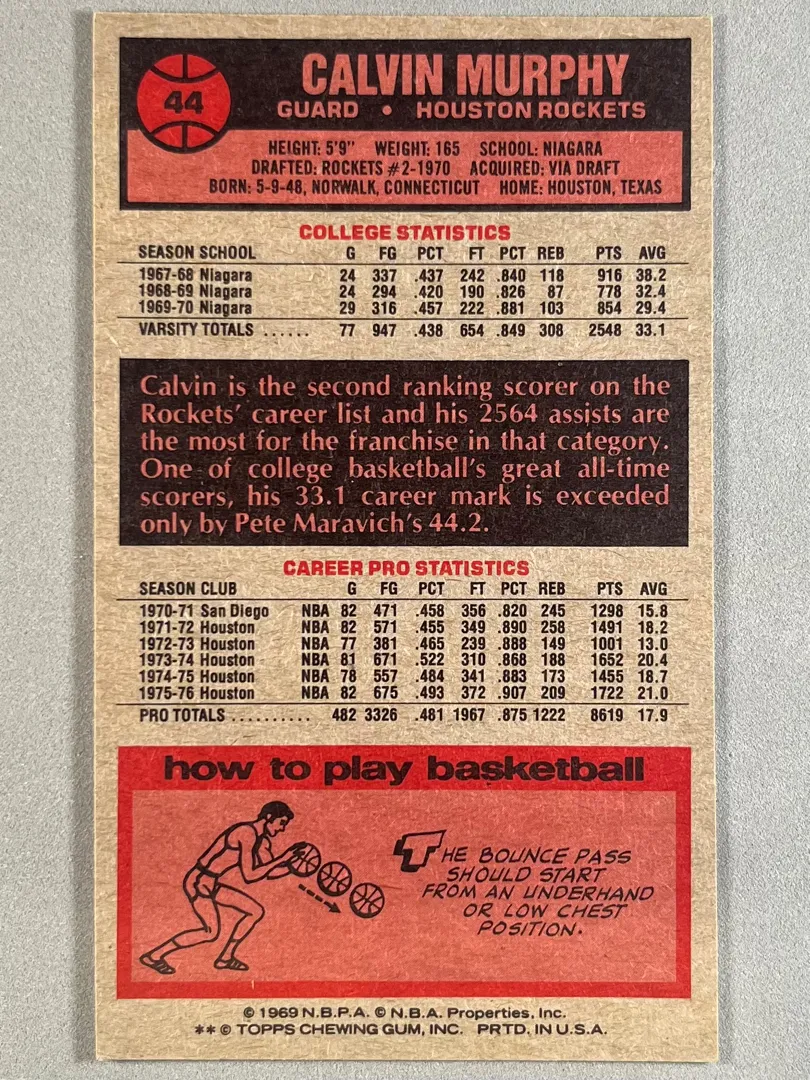 44
CALVIN MURPHY
GUARD • HOUSTON ROCKETS
HEIGHT: 5'9" WEIGHT: 165 SCHOOL: NIAGARA
DRAFTED: ROCKETS #2-1970 ACQUIRED: VIA DRAFT
BORN: 5-9-48, NORWALK, CONNECTICUT HOME: HOUSTON, TEXAS
COLLEGE STATISTICS
SEASON SCHOOL G FG PCT FT PCT REB PTS AVG
1967-68 Niagara 24 337 .437 242 .840 118 916 38.2
1968-69 Niagara 24 294 .420 190 .826 87 778 32.4
1969-70 Niagara 29 316 .457 222 .881 103 854 29.4
VARSITY TOTALS ...... 77 947 .438 654 .849 308 2548 33.1
Calvin is the second ranking scorer on the
Rockets' career list and his 2564 assists are
the most for the franchise in that category.
One of college basketball's great all-time
scorers, his 33.1 career mark is exceeded
only by Pete Maravich's 44.2.
CAREER PRO STATISTICS
SEASON CLUB G FG PCT FT PCT REB PTS AVG
1970-71 San Diego NBA 82 471 .458 356 .820 245 1298 15.8
1971-72 Houston NBA 82 571 .455 349 .890 258 1491 18.2
1972-73 Houston NBA 77 381 .465 239 .888 149 1001 13.0
1973-74 Houston NBA 81 671 .522 310 .868 188 1652 20.4
1974-75 Houston NBA 78 557 .484 341 .883 173 1455 18.7
1975-76 Houston NBA 82 675 .493 372 .907 209 1722 21.0
PRO TOTALS .......... 482 3326 .481 1967 .875 1222 8619 17.9
how to play basketball
THE BOUNCE PASS
SHOULD START
FROM AN UNDERHAND
OR LOW CHEST
POSITION.
© 1969 N.B.P.A. © N.B.A. Properties, Inc.
** © TOPPS CHEWING GUM, INC. PRTD. IN U.S.A.